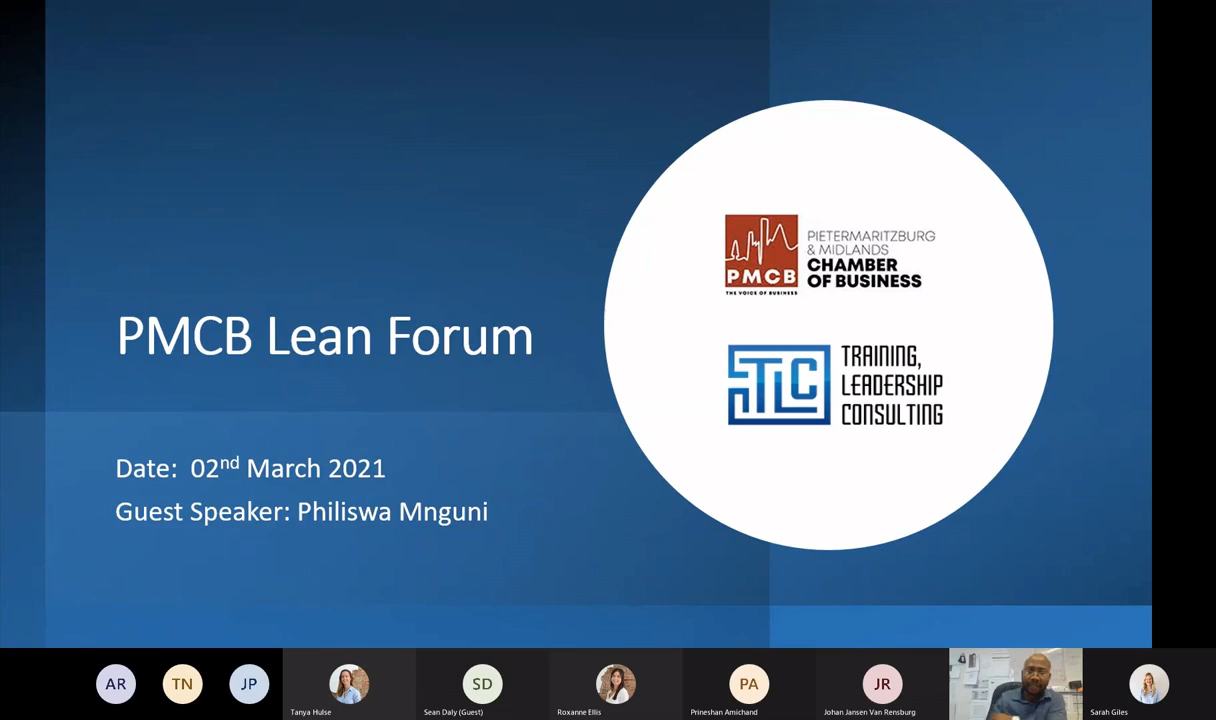 PMCB
THE VOICE OF BUSINESS
PIETERMARITZBURG
& MIDLANDS
CHAMBER
OF BUSINESS
PMCB Lean Forum
TLC
TRAINING,
LEADERSHIP
CONSULTING
Date: 02nd March 2021
Guest Speaker: Philiswa Mnguni
AR
TN
JP
SD
PA
JR
Tanya Hulse
Sean Daly (Guest)
Roxanne Ellis
Prineshan Amichand
Johan Jansen Van Rensburg
Sarah Giles